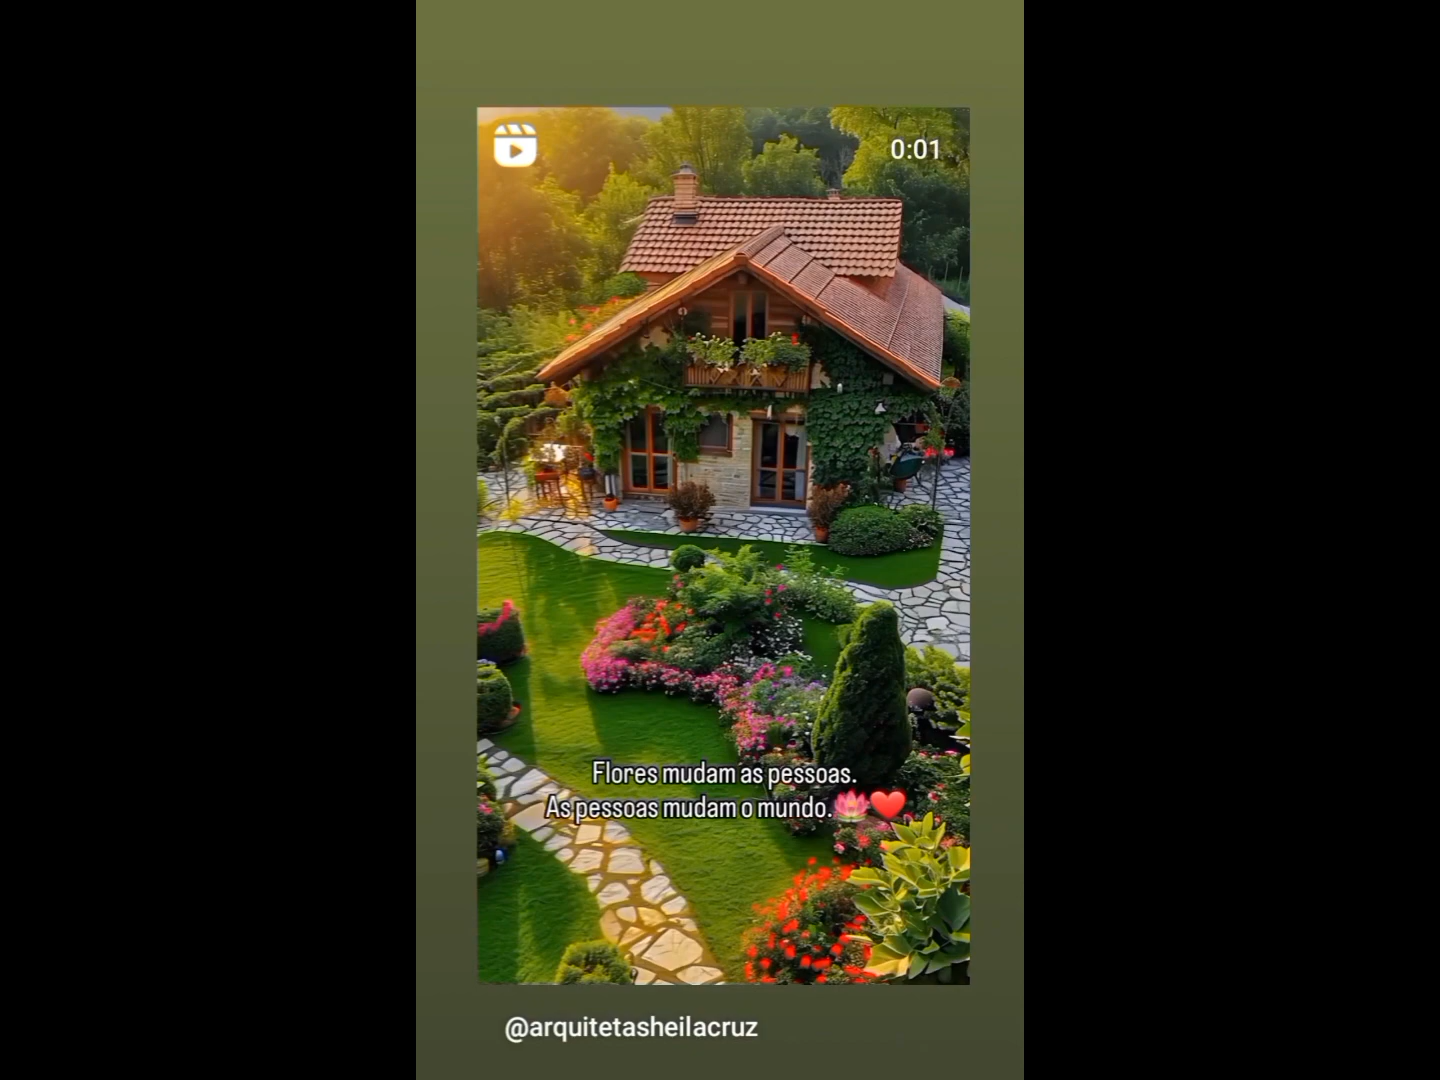 0:01
Flores mudam as pessoas.
As pessoas mudam o mundo.🪷❤️
@arquitetasheilacruz